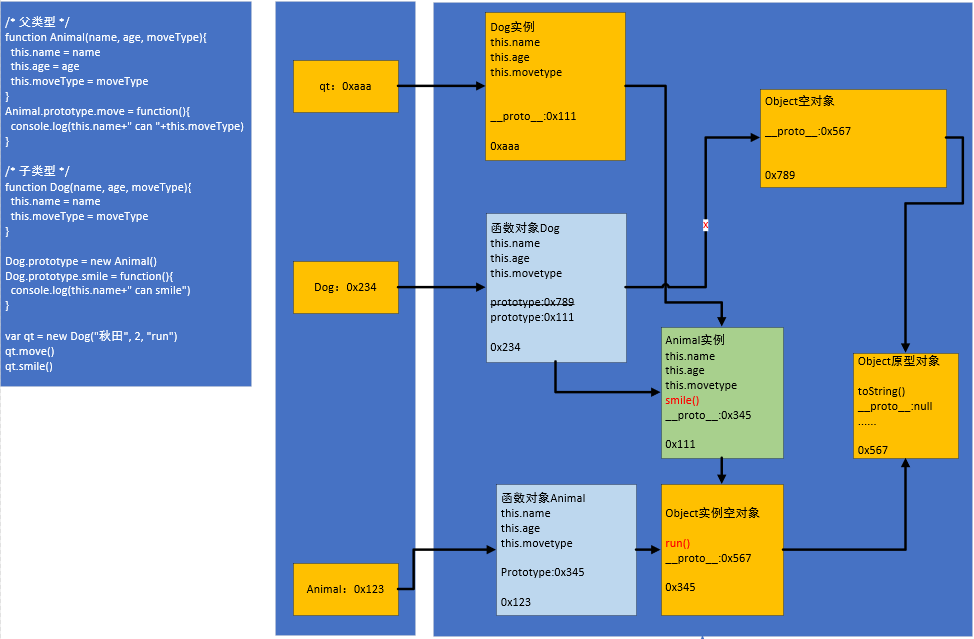 /* 父类型 */
function Animal(name, age, moveType){
this.name = name
this.age = age
this.moveType = moveType
}
Animal.prototype.move = function(){
console.log(this.name+" can "+this.moveType)
}
/* 子类型 */
function Dog(name, age, moveType){
this.name = name
this.moveType = moveType
}
Dog.prototype = new Animal()
Dog.prototype.smile = function(){
console.log(this.name+" can smile")
}
var qt = new Dog("秋田", 2, "run")
qt.move()
qt.smile()
qt：0xaaa
Dog：0x234
Animal：0x123
Dog实例
this.name
this.age
this.movetype
__proto__:0x111
0xaaa
函数对象Dog
this.name
this.age
this.movetype
prototype:0x789
prototype:0x111
0x234
x
Object空对象
__proto__:0x567
0x789
Animal实例
this.name
this.age
this.movetype
smile()
__proto__:0x345
0x111
Object原型对象
toString()
__proto__:null
......
0x567
函数对象Animal
this.name
this.age
this.movetype
Prototype:0x345
0x123
Object实例空对象
run()
__proto__:0x567
0x345